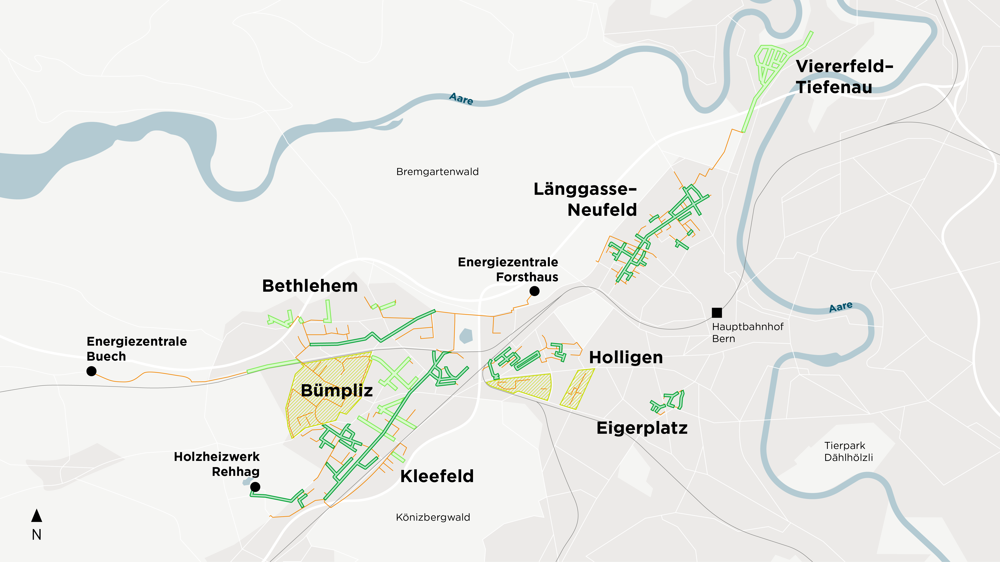 Viererfeld–
Tiefenau
Aare
Bremgartenwald
Länggasse–
Neufeld
Energiezentrale
Forsthaus
Bethlehem
Aare
Hauptbahnhof
Bern
Energiezentrale
Buech
Holligen
Bümpliz
Eigerplatz
Tierpark
Dählhölzli
Holzheizwerk
Rehhag
Kleefeld
Könizbergwald
N